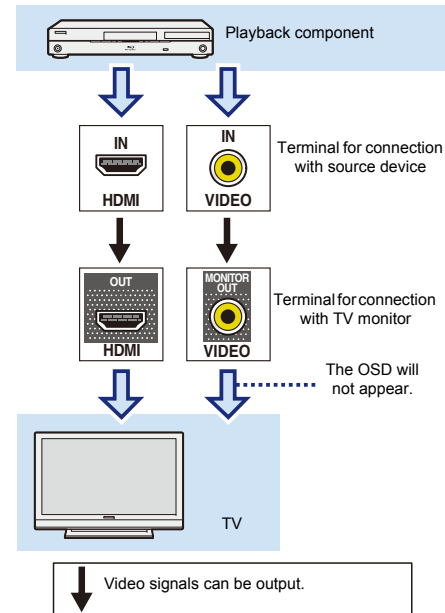 Playback component
IN
HDMI
IN
VIDEO
Terminal for connection
with source device
OUT
HDMI
MONITOR
OUT
VIDEO
Terminal for connection
with TV monitor
The OSD will
not appear.
TV
Video signals can be output.